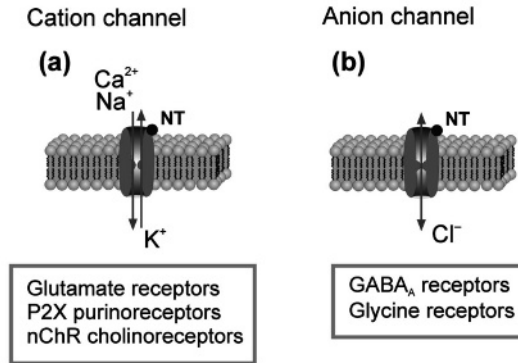 Cation channel
(a)
Ca²⁺
Na⁺
NT
K⁺
Glutamate receptors
P2X purinoreceptors
nChR cholinoreceptors
Anion channel
(b)
NT
Cl⁻
GABAₐ receptors
Glycine receptors